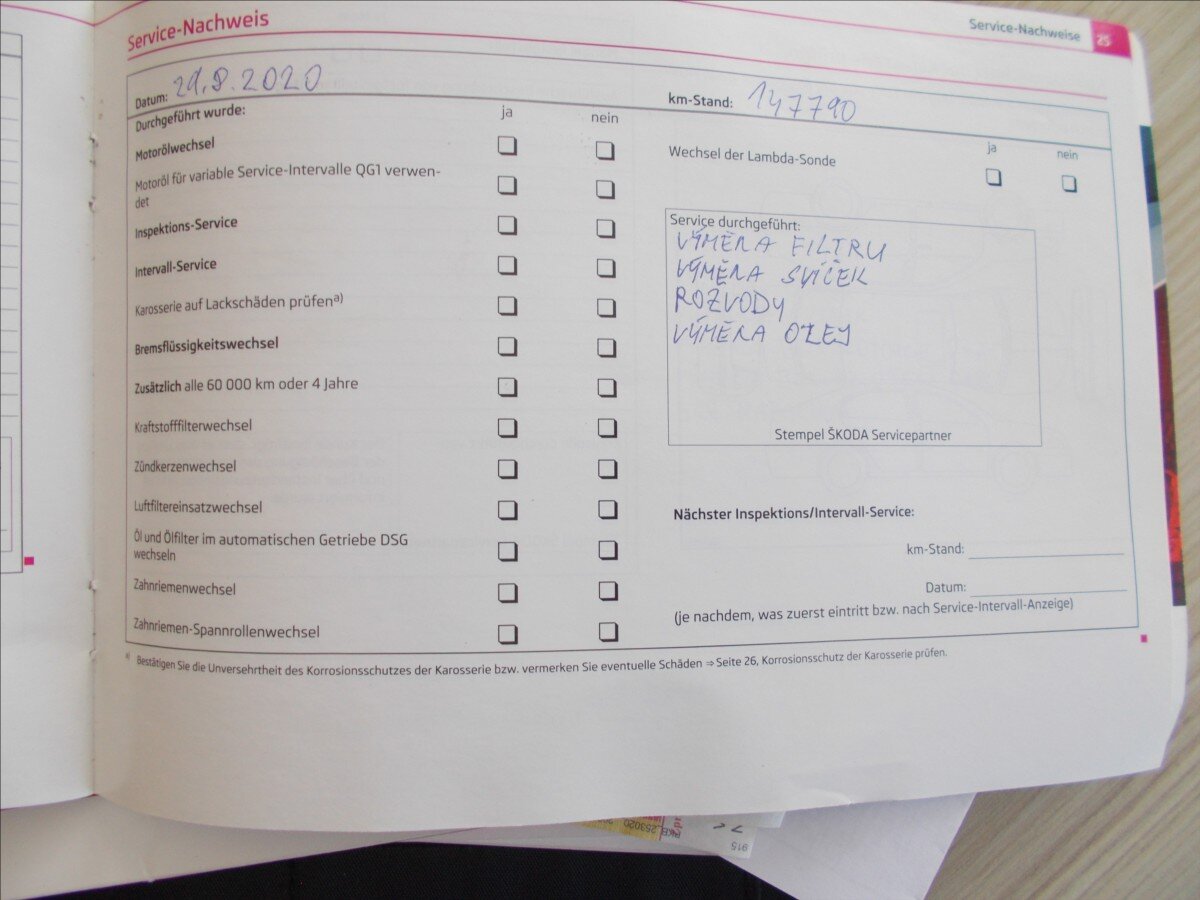 Service-Nachweis
Service-Nachweise 25
Datum: 29.8.2020
km-Stand: 147790
Durchgeführt wurde:
ja nein
Motorölwechsel
Motoröl für variable Service-Intervalle QG1 verwen-
det
Inspektions-Service
Intervall-Service
Karosserie auf Lackschäden prüfena)
Bremsflüssigkeitswechsel
Zusätzlich alle 60 000 km oder 4 Jahre
Kraftstofffilterwechsel
Zündkerzenwechsel
Luftfiltereinsatzwechsel
Öl und Ölfilter im automatischen Getriebe DSG
wechseln
Zahnriemenwechsel
Zahnriemen-Spannrollenwechsel
ja nein
Wechsel der Lambda-Sonde
Service durchgeführt:
VÝMĚNA FILTRU
VÝMĚNA SVÍČEK
ROZVODY
VÝMĚNA OLEJ
Stempel ŠKODA Servicepartner
Nächster Inspektions/Intervall-Service:
km-Stand:
Datum:
(je nachdem, was zuerst eintritt bzw. nach Service-Intervall-Anzeige)
a) Bestätigen Sie die Unversehrtheit des Korrosionsschutzes der Karosserie bzw. vermerken Sie eventuelle Schäden ⇒ Seite 26, Korrosionsschutz der Karosserie prüfen.
253020
915